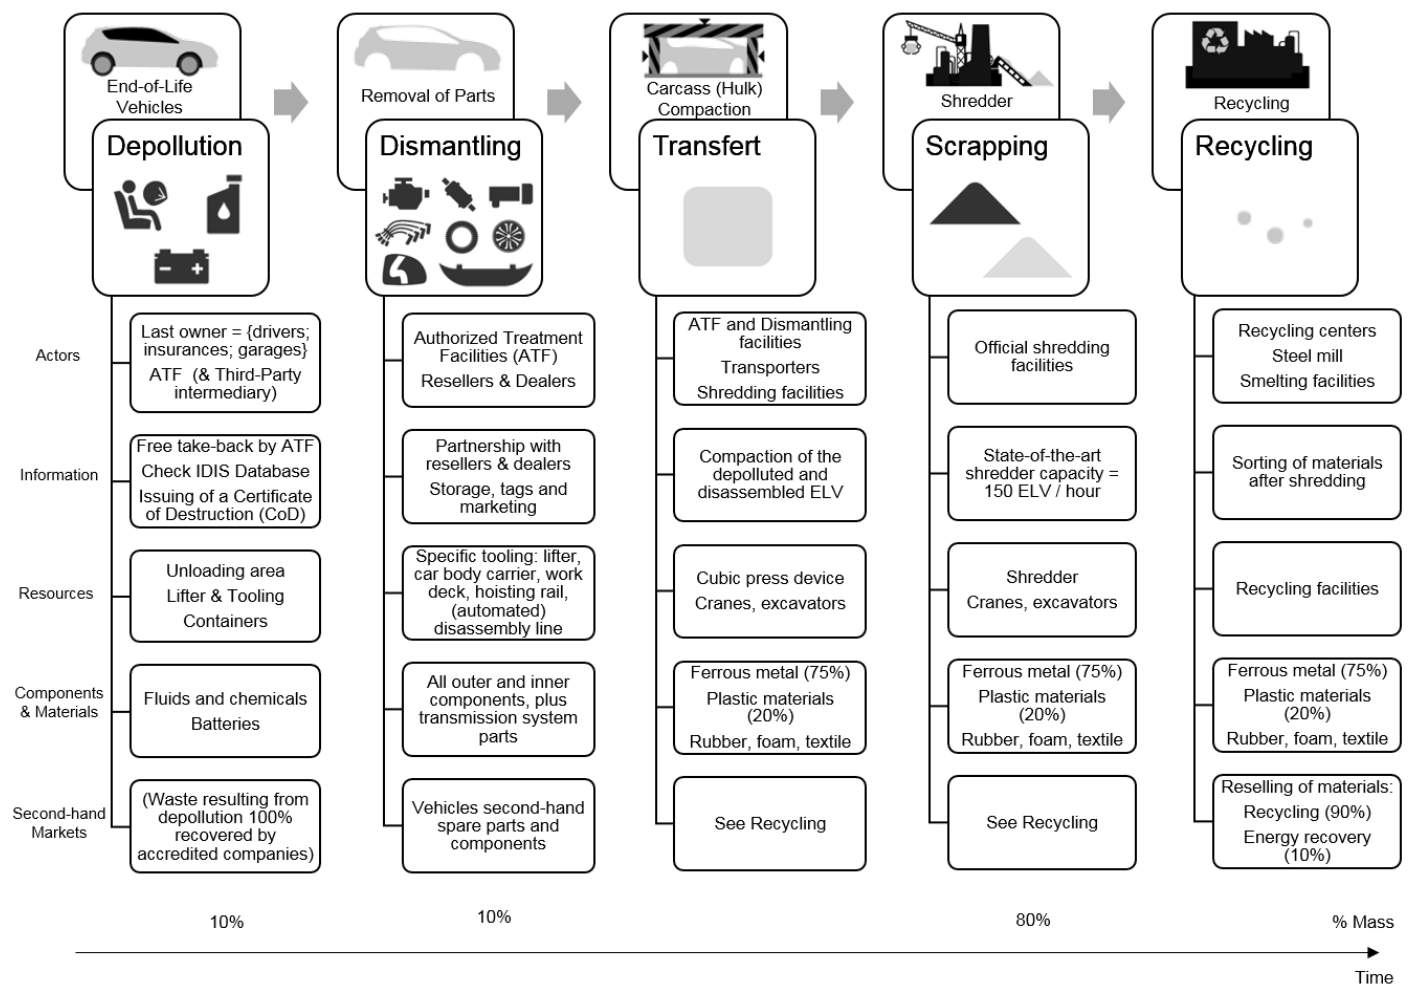 End-of-Life
Vehicles
Removal of Parts
Carcass (Hulk)
Compaction
Shredder
Recycling
Depollution
Dismantling
Transfert
Scrapping
Recycling
Actors
Last owner = {drivers;
insurances; garages}
ATF (& Third-Party
intermediary)
Authorized Treatment
Facilities (ATF)
Resellers & Dealers
ATF and Dismantling
facilities
Transporters
Shredding facilities
Official shredding
facilities
Recycling centers
Steel mill
Smelting facilities
Information
Free take-back by ATF
Check IDIS Database
Issuing of a Certificate
of Destruction (CoD)
Partnership with
resellers & dealers
Storage, tags and
marketing
Compaction of the
depolluted and
disassembled ELV
State-of-the-art
shredder capacity =
150 ELV / hour
Sorting of materials
after shredding
Resources
Unloading area
Lifter & Tooling
Containers
Specific tooling: lifter,
car body carrier, work
deck, hoisting rail,
(automated)
disassembly line
Cubic press device
Cranes, excavators
Shredder
Cranes, excavators
Recycling facilities
Components
& Materials
Fluids and chemicals
Batteries
All outer and inner
components, plus
transmission system
parts
Ferrous metal (75%)
Plastic materials
(20%)
Rubber, foam, textile
Ferrous metal (75%)
Plastic materials
(20%)
Rubber, foam, textile
Ferrous metal (75%)
Plastic materials
(20%)
Rubber, foam, textile
Second-hand
Markets
(Waste resulting from
depollution 100%
recovered by
accredited companies)
Vehicles second-hand
spare parts and
components
See Recycling
See Recycling
Reselling of materials:
Recycling (90%)
Energy recovery
(10%)
10%
10%
80%
% Mass
Time